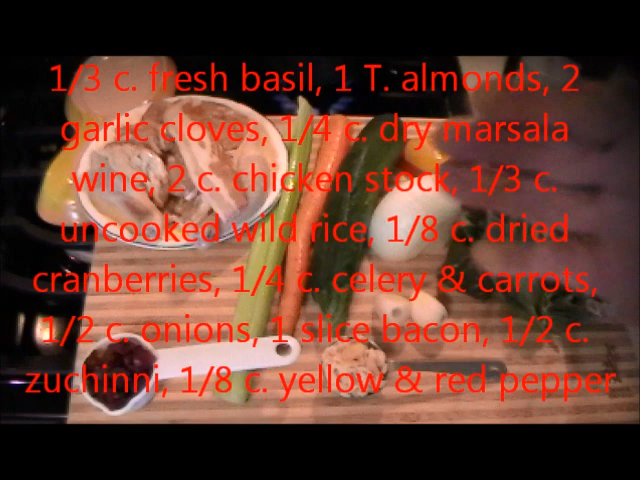 1/3 c. fresh basil, 1 T. almonds, 2
garlic cloves, 1/4 c. dry marsala
wine, 2 c. chicken stock, 1/3 c.
uncooked wild rice, 1/8 c. dried
cranberries, 1/4 c. celery & carrots,
1/2 c. onions, 1 slice bacon, 1/2 c.
zuchinni, 1/8 c. yellow & red pepper